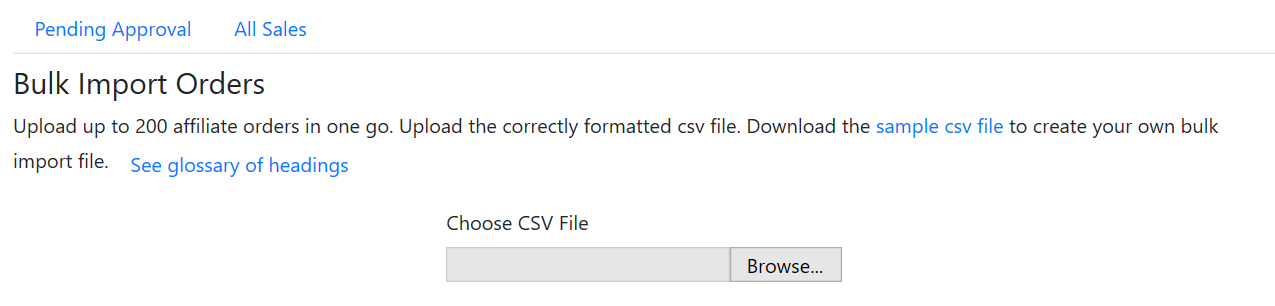 Pending Approval All Sales
Bulk Import Orders
Upload up to 200 affiliate orders in one go. Upload the correctly formatted csv file. Download the sample csv file to create your own bulk
import file. See glossary of headings
Choose CSV File
Browse...